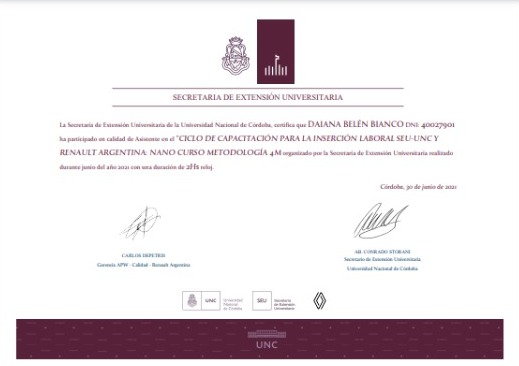 SECRETARIA DE EXTENSIÓN UNIVERSITARIA
La Secretaria de Extensión Universitaria de la Universidad Nacional de Córdoba, certifica que DAIANA BELÉN BIANCO DNI: 40027901
ha participado en calidad de Asistente en el "CICLO DE CAPACITACIÓN PARA LA INSERCIÓN LABORAL SEU-UNC Y
RENAULT ARGENTINA: NANO CURSO METODOLOGÍA 4M organizado por la Secretaria de Extensión Universitaria realizado
durante junio del año 2021 con una duración de 2Hs reloj.
Córdoba, 30 de junio de 2021
CARLOS DEPETRIS
Gerencia APW - Calidad - Renault Argentina
AB. CONRADO STORANI
Secretario de Extensión Universitaria
Universidad Nacional de Córdoba
UNC
Universidad
Nacional
de Córdoba
SEU
Secretaría
de Extensión
Universitaria
UNC